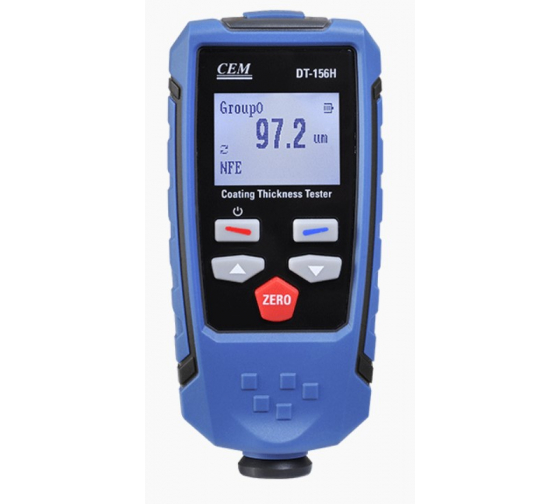 CEM DT-156H
Group0
97.2 um
NFE
Coating Thickness Tester
ZERO